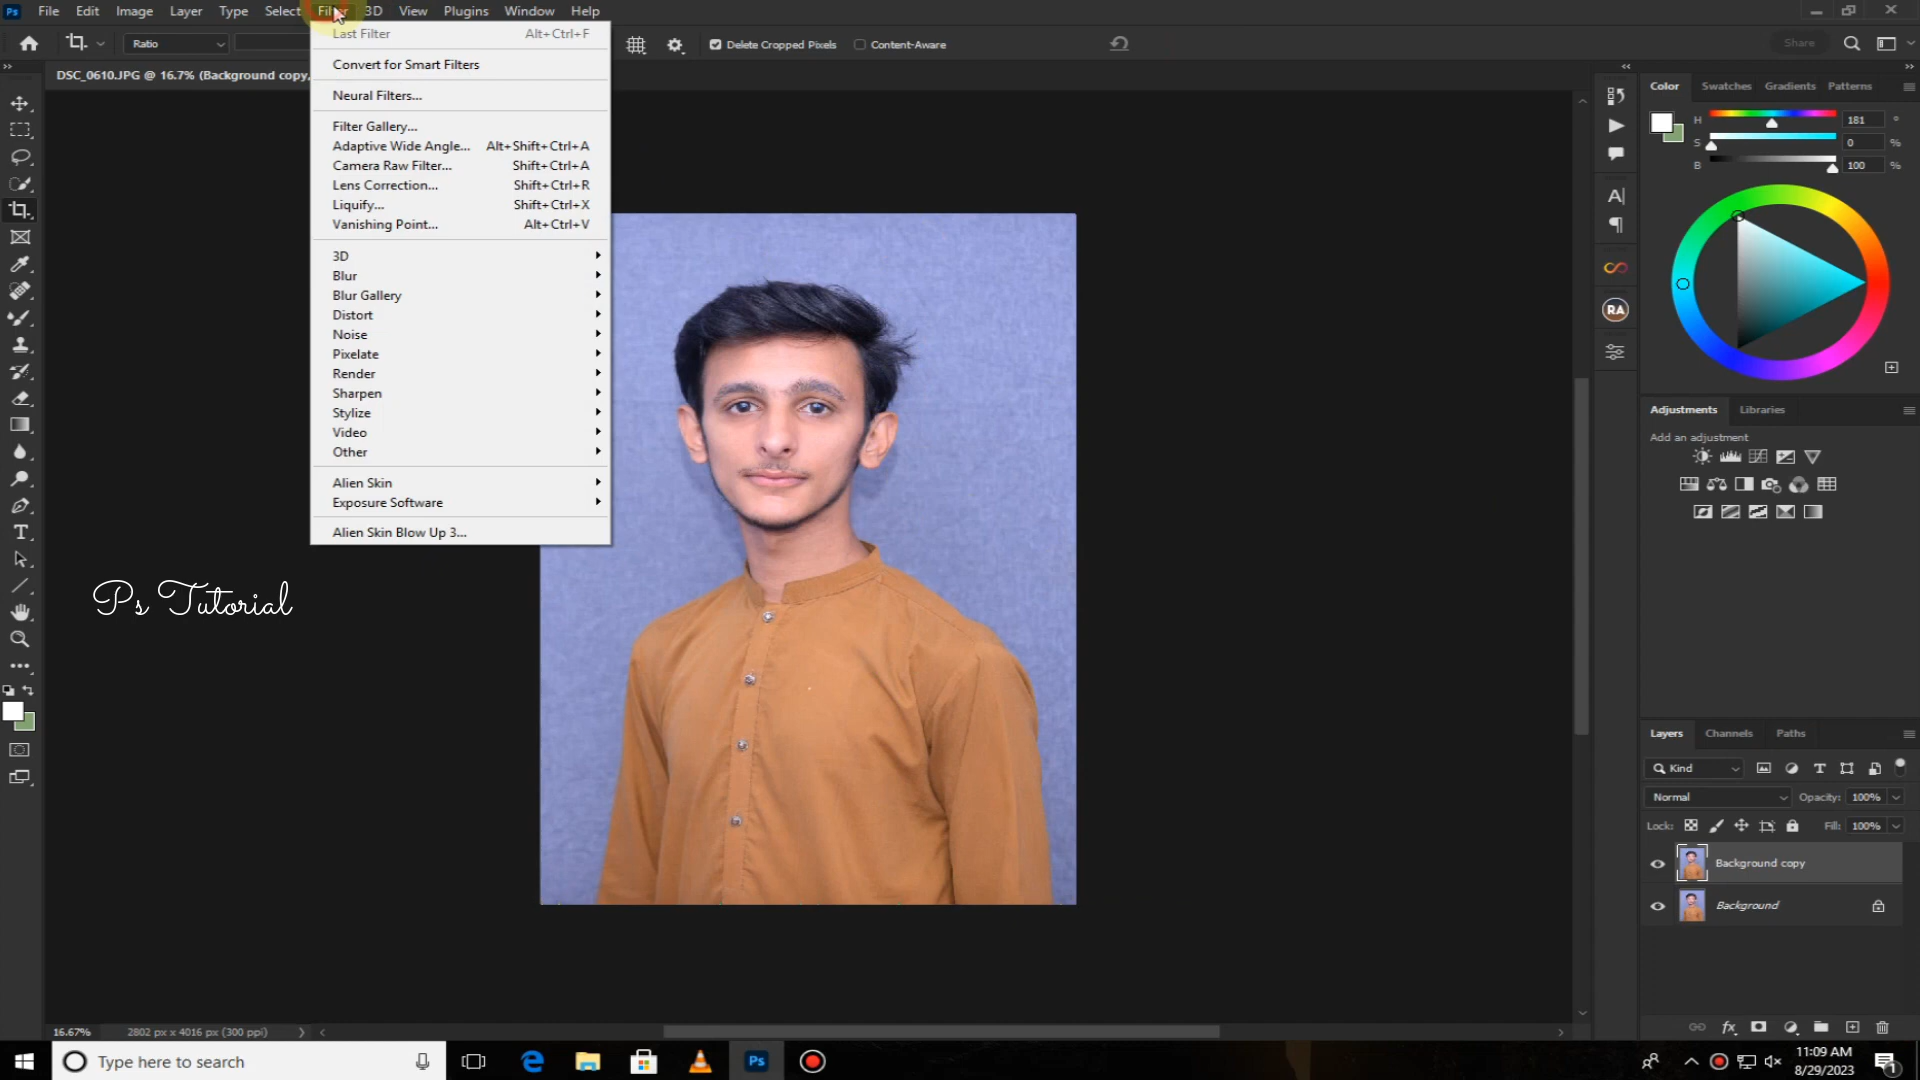 Ps File Edit Image Layer Type Select Filter 3D View Plugins Window Help
Ratio Delete Cropped Pixels Content-Aware Share
DSC_0610.JPG @ 16.7% (Background copy,
Last Filter Alt+Ctrl+F
Convert for Smart Filters
Neural Filters...
Filter Gallery...
Adaptive Wide Angle... Alt+Shift+Ctrl+A
Camera Raw Filter... Shift+Ctrl+A
Lens Correction... Shift+Ctrl+R
Liquify... Shift+Ctrl+X
Vanishing Point... Alt+Ctrl+V
3D
Blur
Blur Gallery
Distort
Noise
Pixelate
Render
Sharpen
Stylize
Video
Other
Alien Skin
Exposure Software
Alien Skin Blow Up 3...
Ps Tutorial
Color Swatches Gradients Patterns
H 181 °
S 0 %
B 100 %
RA
Adjustments Libraries
Add an adjustment
Layers Channels Paths
Kind
Normal Opacity: 100%
Lock: Fill: 100%
Background copy
Background
16.67% 2802 px x 4016 px (300 ppi)
Type here to search Ps
11:09 AM
8/29/2023
1